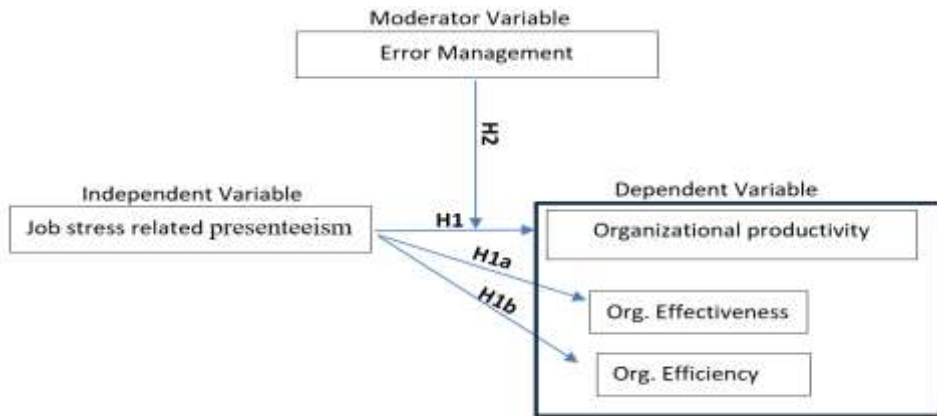 Moderator Variable
Error Management
H2
Independent Variable
Job stress related presenteeism
H1
H1a
H1b
Dependent Variable
Organizational productivity
Org. Effectiveness
Org. Efficiency